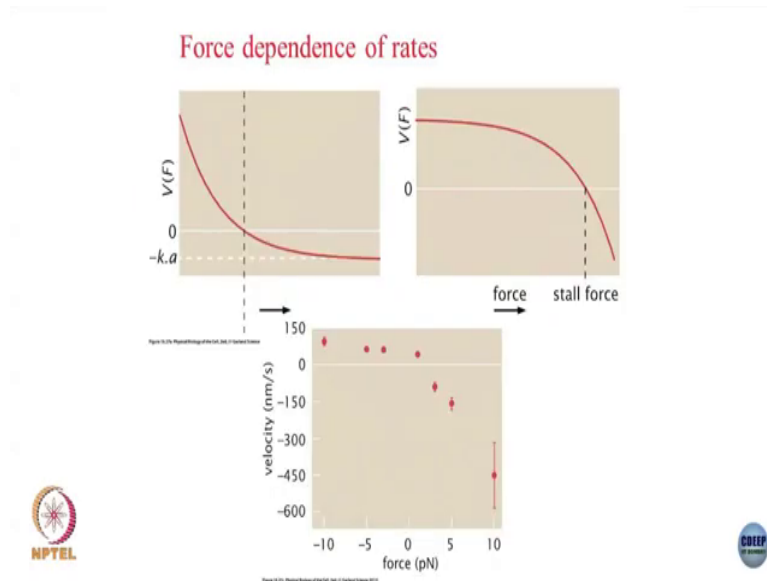 Force dependence of rates
V(F)
0
–k.a
V(F)
0
force
stall force
150
0
–150
–300
–450
–600
velocity (nm/s)
–10 –5 0 5 10
force (pN)
NPTEL
CDEEP